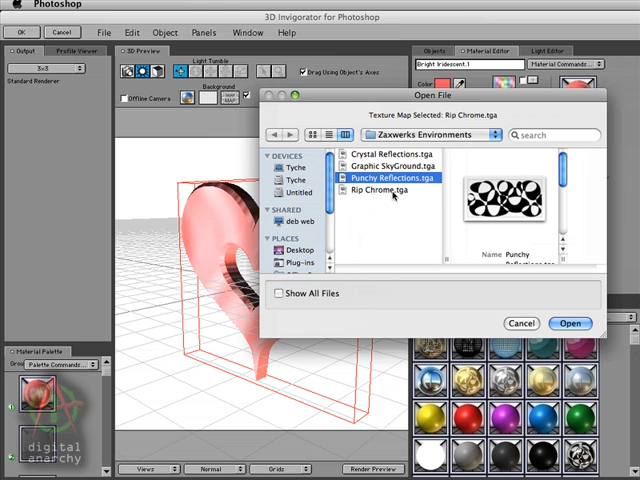 Photoshop
3D Invigorator for Photoshop
OK
Cancel
File
Edit
Object
Panels
Window
Help
Output
Profile Viewer
3x3
Standard Renderer
3D Preview
Light Tumble
Drag Using Object's Axes
Offline Camera
Background
MAP
Objects
Material Editor
Light Editor
Bright Iridescent.1
Material Commands...
Color
Open File
Texture Map Selected: Rip Chrome.tga
Zaxwerks Environments
search
DEVICES
Tyche
Tyche
Untitled
SHARED
deb web
PLACES
Desktop
Plug-ins
Crystal Reflections.tga
Graphic SkyGround.tga
Punchy Reflections.tga
Rip Chrome.tga
Name Punchy
Show All Files
Cancel
Open
Material Palette
Palette Commands...
digital
anarchy
Views
Normal
Grids
Render Preview